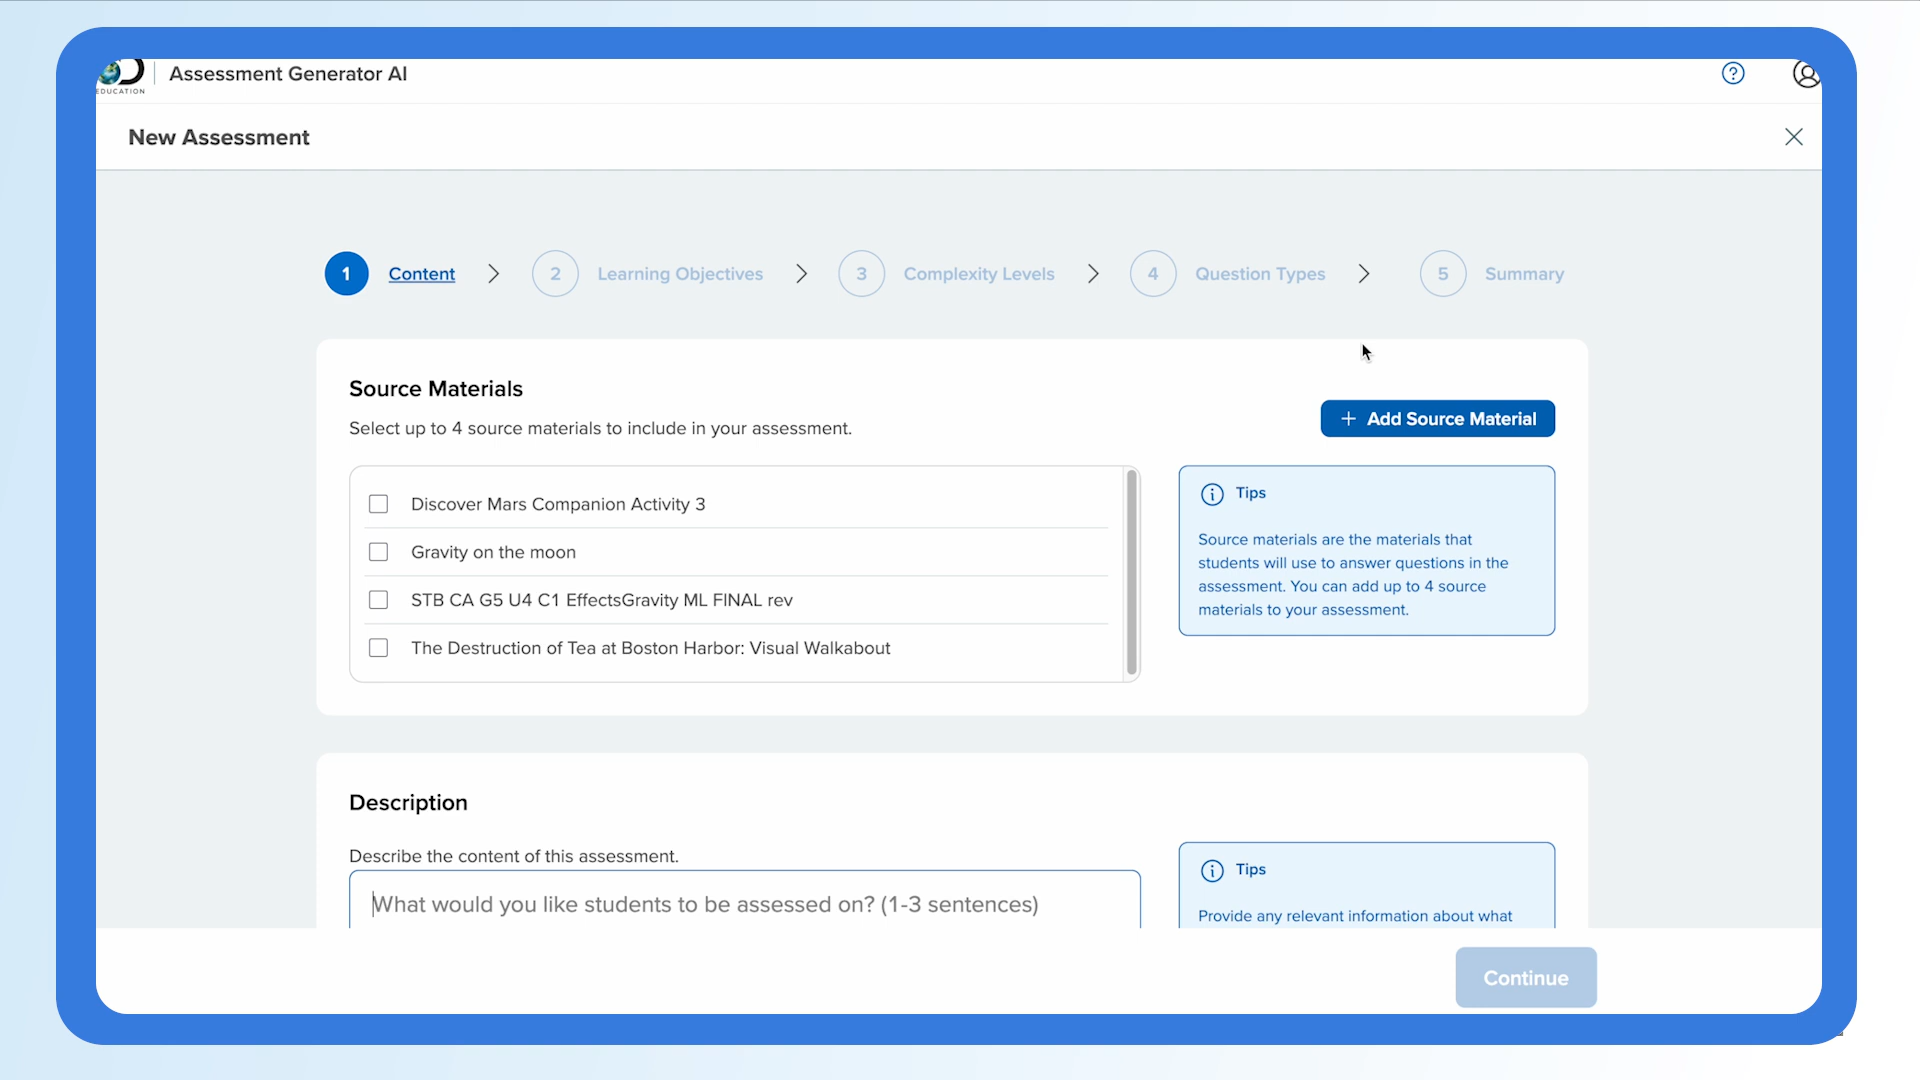 EDUCATION
Assessment Generator AI
New Assessment
1 Content 2 Learning Objectives 3 Complexity Levels 4 Question Types 5 Summary
Source Materials
Select up to 4 source materials to include in your assessment.
+ Add Source Material
Discover Mars Companion Activity 3
Gravity on the moon
STB CA G5 U4 C1 EffectsGravity ML FINAL rev
The Destruction of Tea at Boston Harbor: Visual Walkabout
Tips
Source materials are the materials that
students will use to answer questions in the
assessment. You can add up to 4 source
materials to your assessment.
Description
Describe the content of this assessment.
What would you like students to be assessed on? (1-3 sentences)
Tips
Provide any relevant information about what
Continue